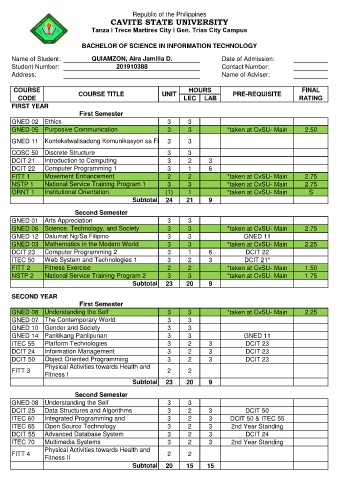 Republic of the Philippines
CAVITE STATE UNIVERSITY
Tanza I Trece Martires City I Gen. Trias City Campus
BACHELOR OF SCIENCE IN INFORMATION TECHNOLOGY
Name of Student: QUIAMZON, Aira Jamilla D. Date of Admission:
Student Number: 201910388 Contact Number:
Address: Name of Adviser:
COURSE CODE COURSE TITLE UNIT HOURS LEC LAB PRE-REQUISITE FINAL RATING
FIRST YEAR
First Semester
GNED 02 Ethics 3 3
GNED 05 Purposive Communication 3 3 *taken at CvSU- Main 2.50
GNED 11 Kontekstwalisadong Komunikasyon sa Fi 3 3
COSC 50 Discrete Structure 3 3
DCIT 21 Introduction to Computing 3 2 3
DCIT 22 Computer Programming 1 3 1 6
FITT 1 Movement Enhancement 2 2 *taken at CvSU- Main 2.75
NSTP 1 National Service Training Program 1 3 3 *taken at CvSU- Main 2.75
ORNT 1 Institutional Orientation (1) 1 *taken at CvSU- Main S
Subtotal 24 21 9
Second Semester
GNED 01 Arts Appreciation 3 3
GNED 06 Science, Technology, and Society 3 3 *taken at CvSU- Main 2.75
GNED 12 Dalumat Ng/Sa Filipino 3 3 GNED 11
GNED 03 Mathematics in the Modern World 3 3 *taken at CvSU- Main 2.25
DCIT 23 Computer Programming 2 3 1 6 DCIT 22
ITEC 50 Web System and Technologies 1 3 2 3 DCIT 21*
FITT 2 Fitness Exercise 2 2 *taken at CvSU- Main 1.50
NSTP 2 National Service Training Program 2 3 3 *taken at CvSU- Main 1.75
Subtotal 23 20 9
SECOND YEAR
First Semester
GNED 08 Understanding the Self 3 3 *taken at CvSU- Main 2.25
GNED 07 The Contemporary World 3 3
GNED 10 Gender and Society 3 3
GNED 14 Panitikang Panlipunan 3 3 GNED 11
ITEC 55 Platform Technologies 3 2 3 DCIT 23
DCIT 24 Information Management 3 2 3 DCIT 23
DCIT 50 Object Oriented Programming 3 2 3 DCIT 23
FITT 3 Physical Activities towards Health and Fitness I 2 2
Subtotal 23 20 9
Second Semester
GNED 08 Understanding the Self 3 3
DCIT 25 Data Structures and Algorithms 3 2 3 DCIT 50
ITEC 60 Integrated Programming and 3 2 3 DCIT 50 & ITEC 55
ITEC 65 Open Source Technology 3 2 3 2nd Year Standing
DCIT 55 Advanced Database System 3 2 3 DCIT 24
ITEC 70 Multimedia Systems 3 2 3 2nd Year Standing
FITT 4 Physical Activities towards Health and Fitness II 2 2
Subtotal 20 15 15